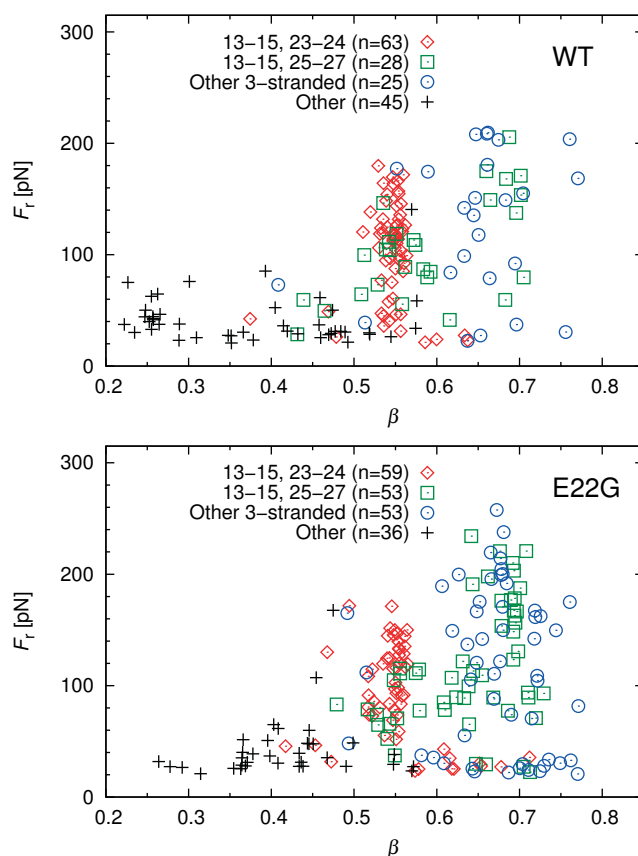 300
200
100
0
F_r [pN]
13−15, 23−24 (n=63)
13−15, 25−27 (n=28)
Other 3−stranded (n=25)
Other (n=45)
WT
0.2 0.3 0.4 0.5 0.6 0.7 0.8
β
300
200
100
0
F_r [pN]
13−15, 23−24 (n=59)
13−15, 25−27 (n=53)
Other 3−stranded (n=53)
Other (n=36)
E22G
0.2 0.3 0.4 0.5 0.6 0.7 0.8
β